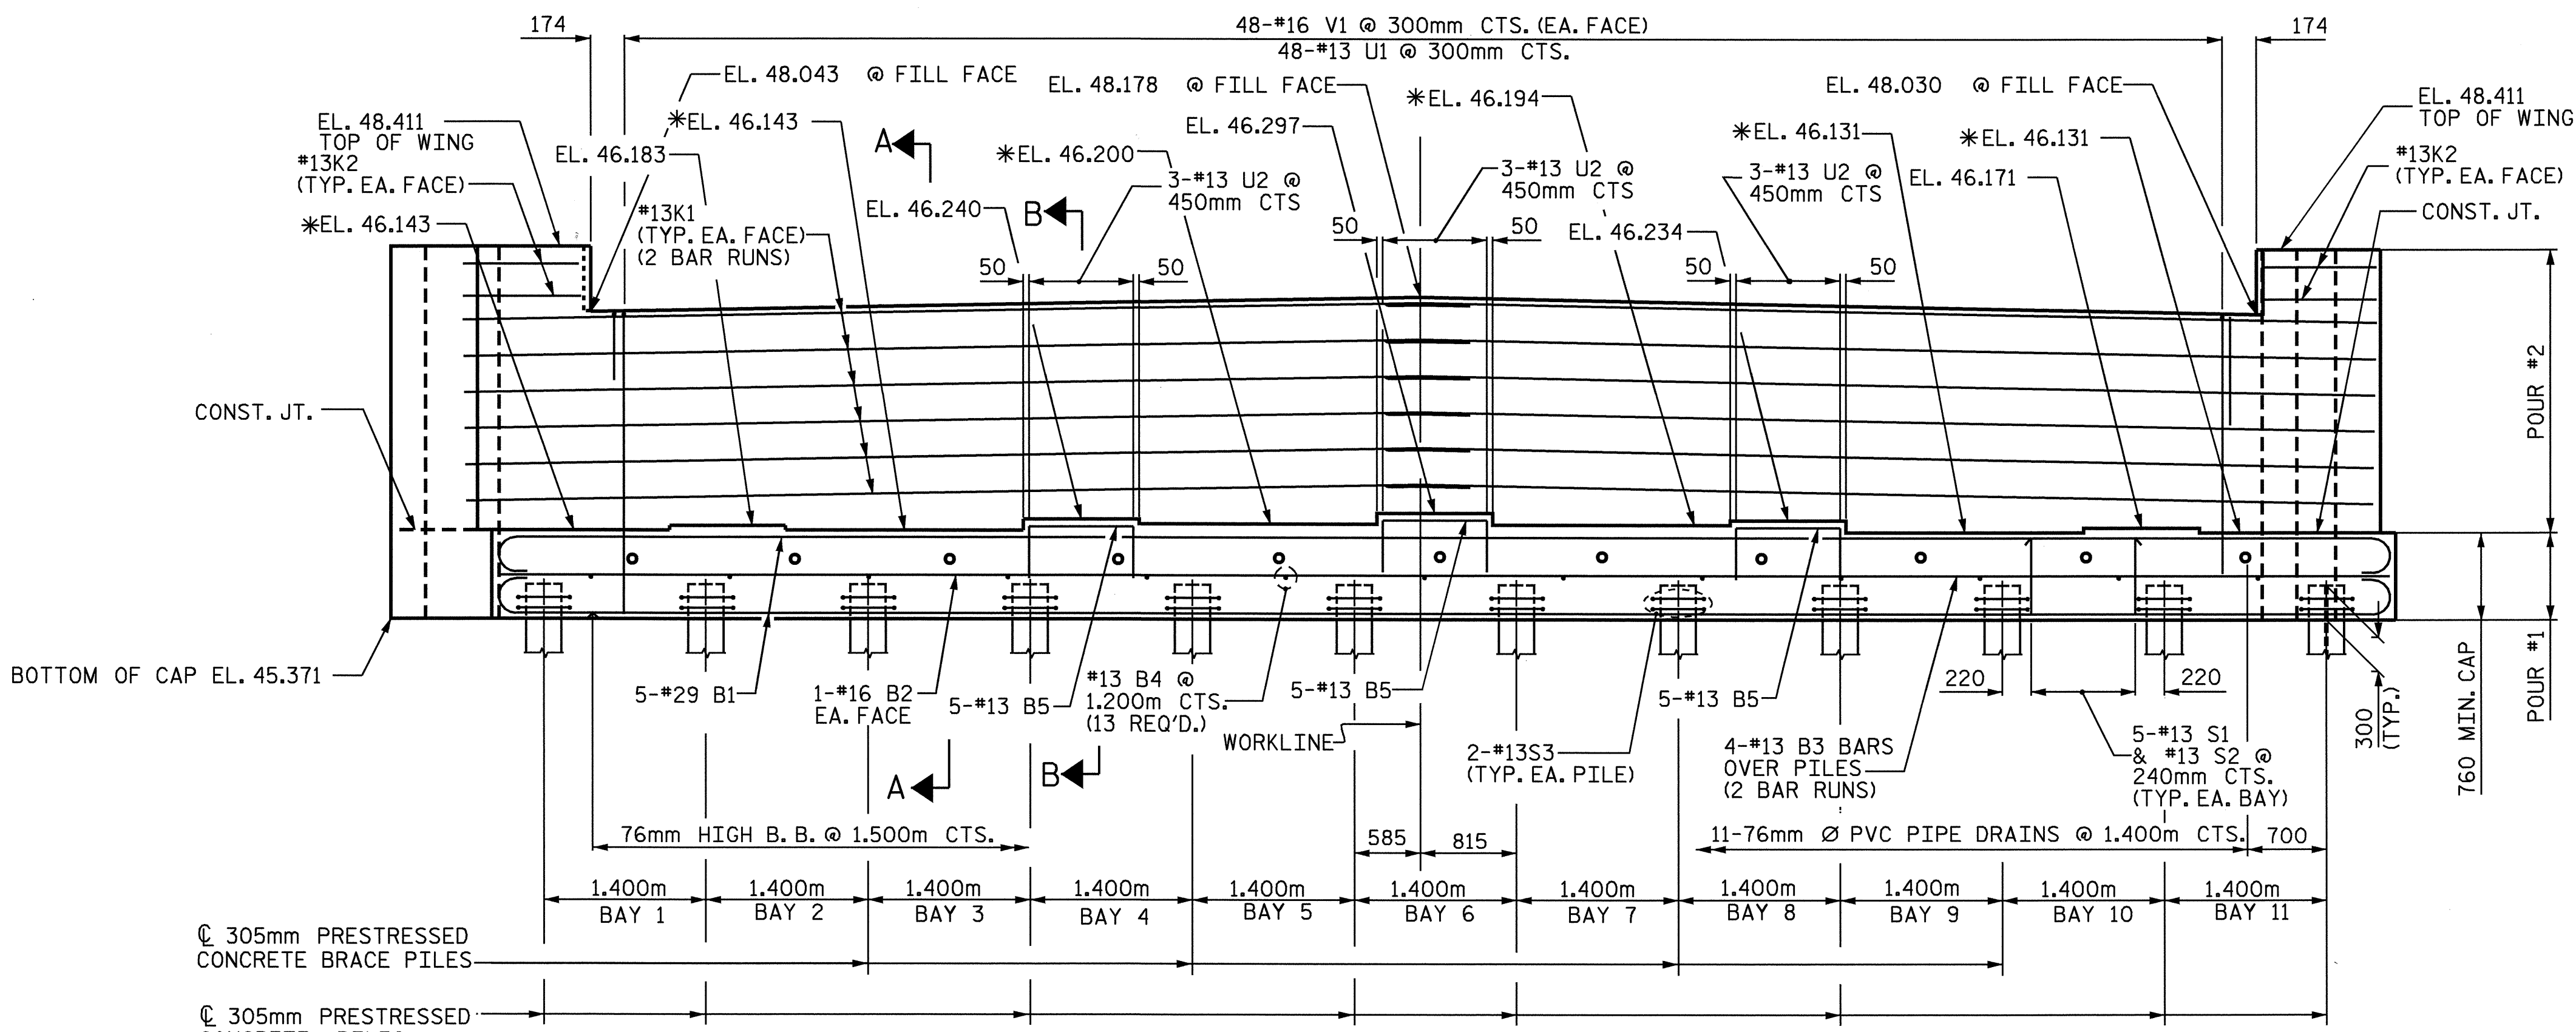 174
48-#16 V1 @ 300mm CTS. (EA. FACE)
48-#13 U1 @ 300mm CTS.
174
EL. 48.043 @ FILL FACE
EL. 48.178 @ FILL FACE
✳EL. 46.194
EL. 48.030 @ FILL FACE
EL. 48.411
TOP OF WING
EL. 48.411
TOP OF WING
✳EL. 46.143
A
EL. 46.297
✳EL. 46.131
✳EL. 46.131
#13K2
(TYP. EA. FACE)
EL. 46.183
✳EL. 46.200
3-#13 U2 @
450mm CTS
3-#13 U2 @
450mm CTS
3-#13 U2 @
450mm CTS
EL. 46.171
#13K2
(TYP. EA. FACE)
✳EL. 46.143
#13K1
(TYP. EA. FACE)
(2 BAR RUNS)
EL. 46.240
B
50
50
EL. 46.234
CONST. JT.
50
50
50
50
CONST. JT.
POUR #2
BOTTOM OF CAP EL. 45.371
5-#29 B1
1-#16 B2
EA. FACE
5-#13 B5
#13 B4 @
1.200m CTS.
(13 REQ'D.)
5-#13 B5
5-#13 B5
220
220
300
(TYP.)
760 MIN. CAP
POUR #1
WORKLINE
2-#13S3
(TYP. EA. PILE)
4-#13 B3 BARS
OVER PILES
(2 BAR RUNS)
5-#13 S1
& #13 S2 @
240mm CTS.
(TYP. EA. BAY)
A
B
76mm HIGH B. B. @ 1.500m CTS.
585
815
11-76mm Ø PVC PIPE DRAINS @ 1.400m CTS.
700
1.400m
BAY 1
1.400m
BAY 2
1.400m
BAY 3
1.400m
BAY 4
1.400m
BAY 5
1.400m
BAY 6
1.400m
BAY 7
1.400m
BAY 8
1.400m
BAY 9
1.400m
BAY 10
1.400m
BAY 11
℄ 305mm PRESTRESSED
CONCRETE BRACE PILES
℄ 305mm PRESTRESSED